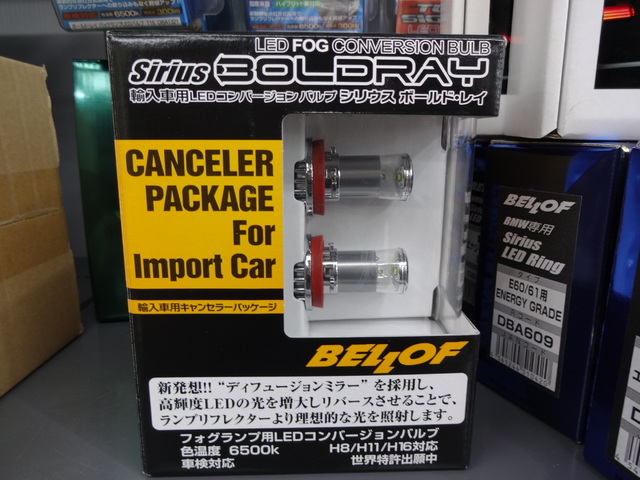 LED FOG CONVERSION BULB
Sirius BOLDRAY
輸入車用LEDコンバージョン バルブ シリウス ボールド・レイ
CANCELER
PACKAGE
For
Import Car
輸入車用キャンセラーパッケージ
BELLOF
新発想!! “ディフュージョンミラー” を採用し、
高輝度LEDの光を増大しリバースさせることで、
ランプリフレクターより理想的な光を照射します。
フォグランプ用LEDコンバージョンバルブ
色温度 6500k H8/H11/H16対応
車検対応 世界特許出願中
BELLOF
BMW専用
Sirius
LED Ring
タイプ
E60/61用
ENERGY GRADE
コード
DBA609